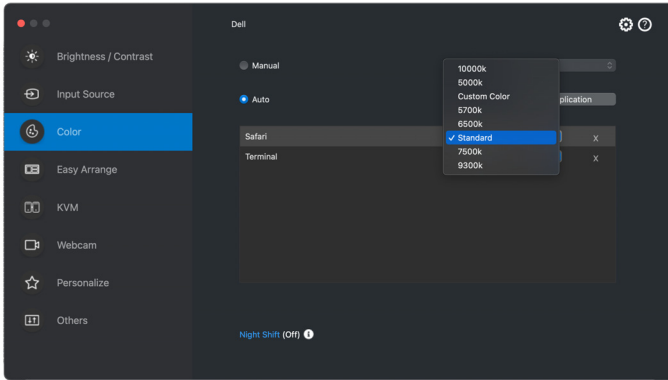 Dell
Brightness / Contrast
Input Source
Color
Easy Arrange
KVM
Webcam
Personalize
Others
Manual
Auto
Safari
X
Terminal
X
10000k
5000k
Custom Color
5700k
6500k
✓ Standard
7500k
9300k
Night Shift (Off)